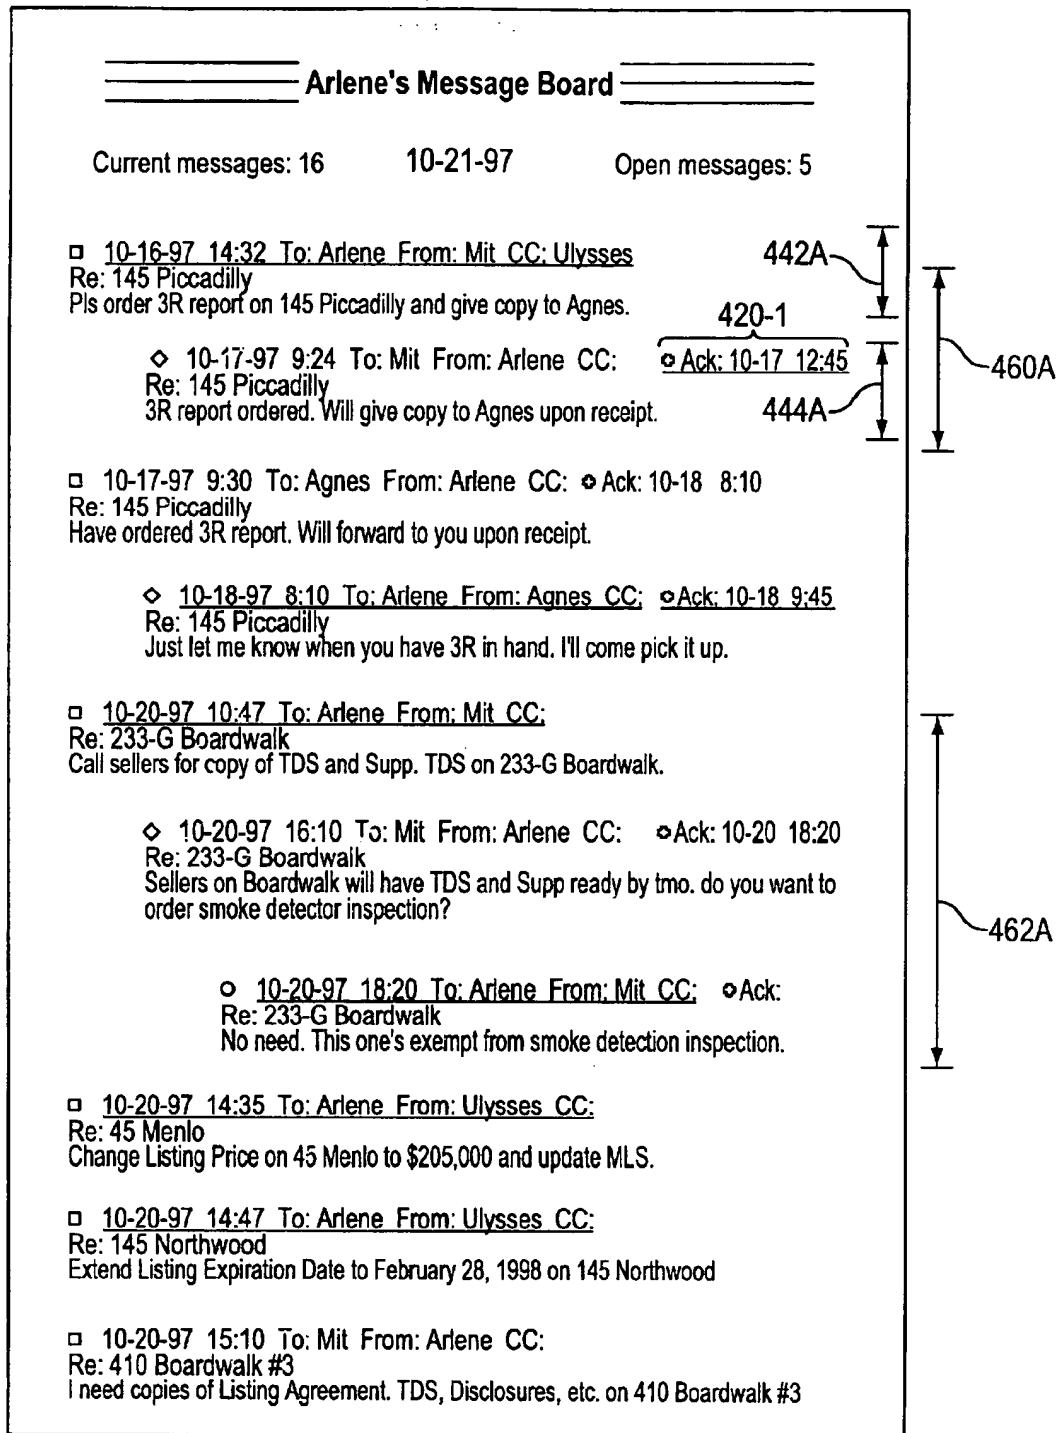 Arlene's Message Board
Current messages: 16 10-21-97 Open messages: 5
10-16-97 14:32 To: Arlene From: Mit CC: Ulysses
Re: 145 Piccadilly
Pls order 3R report on 145 Piccadilly and give copy to Agnes.
442A
420-1
10-17-97 9:24 To: Mit From: Arlene CC: Ack: 10-17 12:45
Re: 145 Piccadilly
3R report ordered. Will give copy to Agnes upon receipt.
444A
460A
10-17-97 9:30 To: Agnes From: Arlene CC: Ack: 10-18 8:10
Re: 145 Piccadilly
Have ordered 3R report. Will forward to you upon receipt.
10-18-97 8:10 To: Arlene From: Agnes CC: Ack: 10-18 9:45
Re: 145 Piccadilly
Just let me know when you have 3R in hand. I'll come pick it up.
10-20-97 10:47 To: Arlene From: Mit CC:
Re: 233-G Boardwalk
Call sellers for copy of TDS and Supp. TDS on 233-G Boardwalk.
10-20-97 16:10 To: Mit From: Arlene CC: Ack: 10-20 18:20
Re: 233-G Boardwalk
Sellers on Boardwalk will have TDS and Supp ready by tmo. do you want to
order smoke detector inspection?
462A
10-20-97 18:20 To: Arlene From: Mit CC: Ack:
Re: 233-G Boardwalk
No need. This one's exempt from smoke detection inspection.
10-20-97 14:35 To: Arlene From: Ulysses CC:
Re: 45 Menlo
Change Listing Price on 45 Menlo to $205,000 and update MLS.
10-20-97 14:47 To: Arlene From: Ulysses CC:
Re: 145 Northwood
Extend Listing Expiration Date to February 28, 1998 on 145 Northwood
10-20-97 15:10 To: Mit From: Arlene CC:
Re: 410 Boardwalk #3
I need copies of Listing Agreement. TDS, Disclosures, etc. on 410 Boardwalk #3